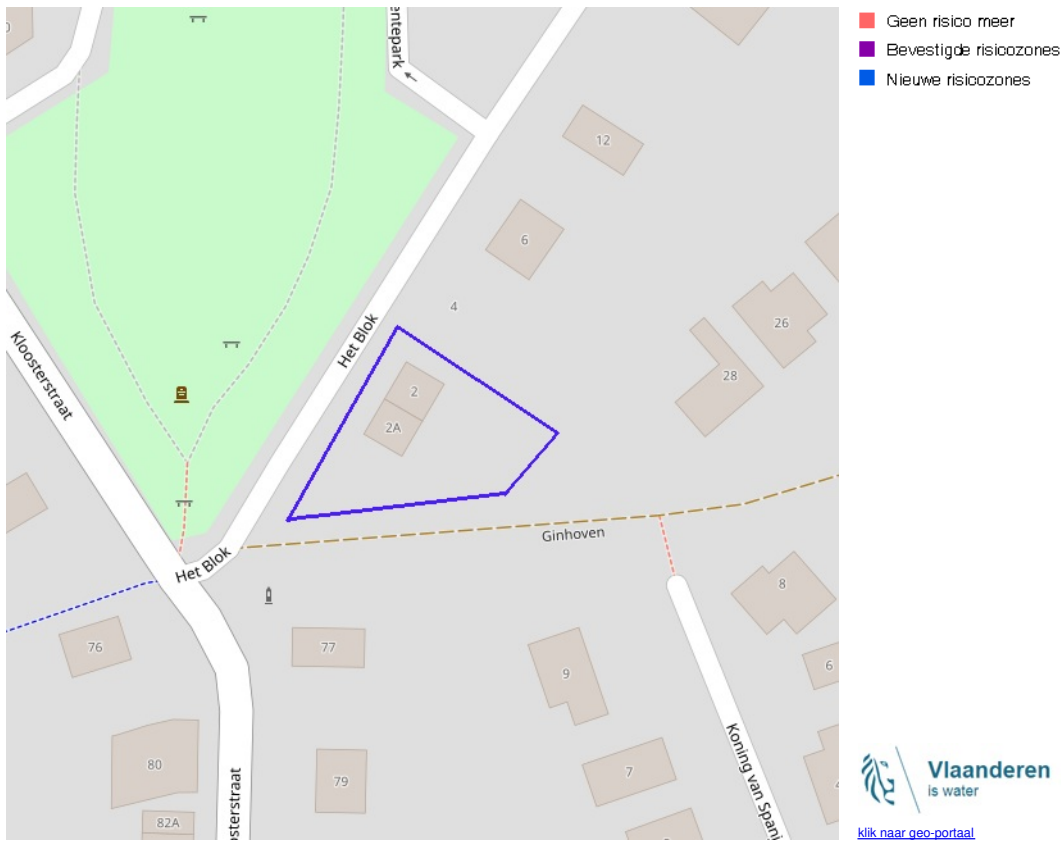 Geen risico meer
Bevestigde risicozones
Nieuwe risicozones
entepark
12
6
4
Het Blok
26
Kloosterstraat
28
2
2A
Ginhoven
Het Blok
8
76
77
9
6
Koning van Spanj
80
7
79
osterstraat
82A
Vlaanderen
is water
klik naar geo-portaal